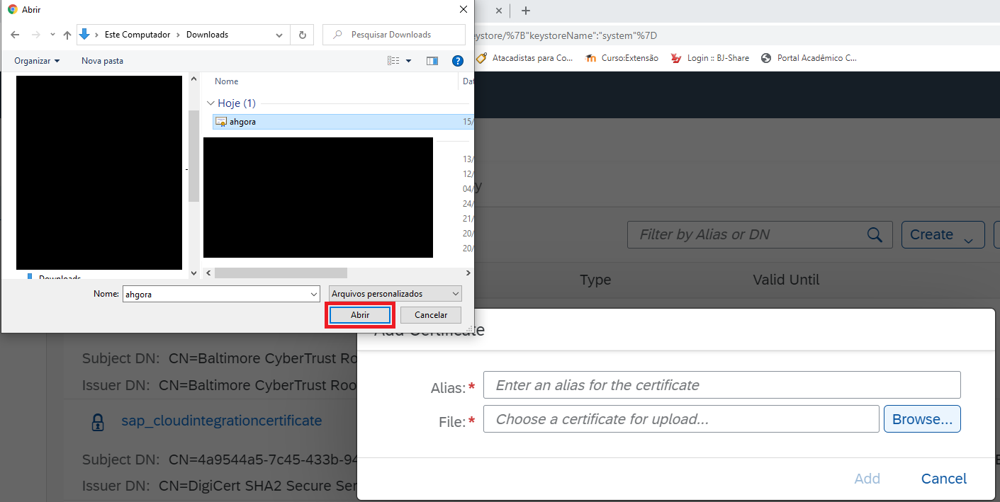 Abrir
Este Computador > Downloads
Pesquisar Downloads
Organizar
Nova pasta
?
Nome
Hoje (1)
ahgora
15/
13/
12/
04/
24/
21/
20/
20/
Downloads
Nome:
ahgora
Arquivos personalizados
Abrir
Cancelar
eystore/%7B"keystoreName":"system"%7D
Atacadistas para Co...
Curso:Extensão
Login :: BJ-Share
Portal Acadêmico C...
y
Filter by Alias or DN
Create
Type
Valid Until
Add Certificate
Subject DN: CN=Baltimore CyberTrust Roo
Issuer DN: CN=Baltimore CyberTrust Roo
sap_cloudintegrationcertificate
Subject DN: CN=4a9544a5-7c45-433b-94
Issuer DN: CN=DigiCert SHA2 Secure Ser
Alias:*
Enter an alias for the certificate
File:*
Choose a certificate for upload...
Browse...
Add
Cancel